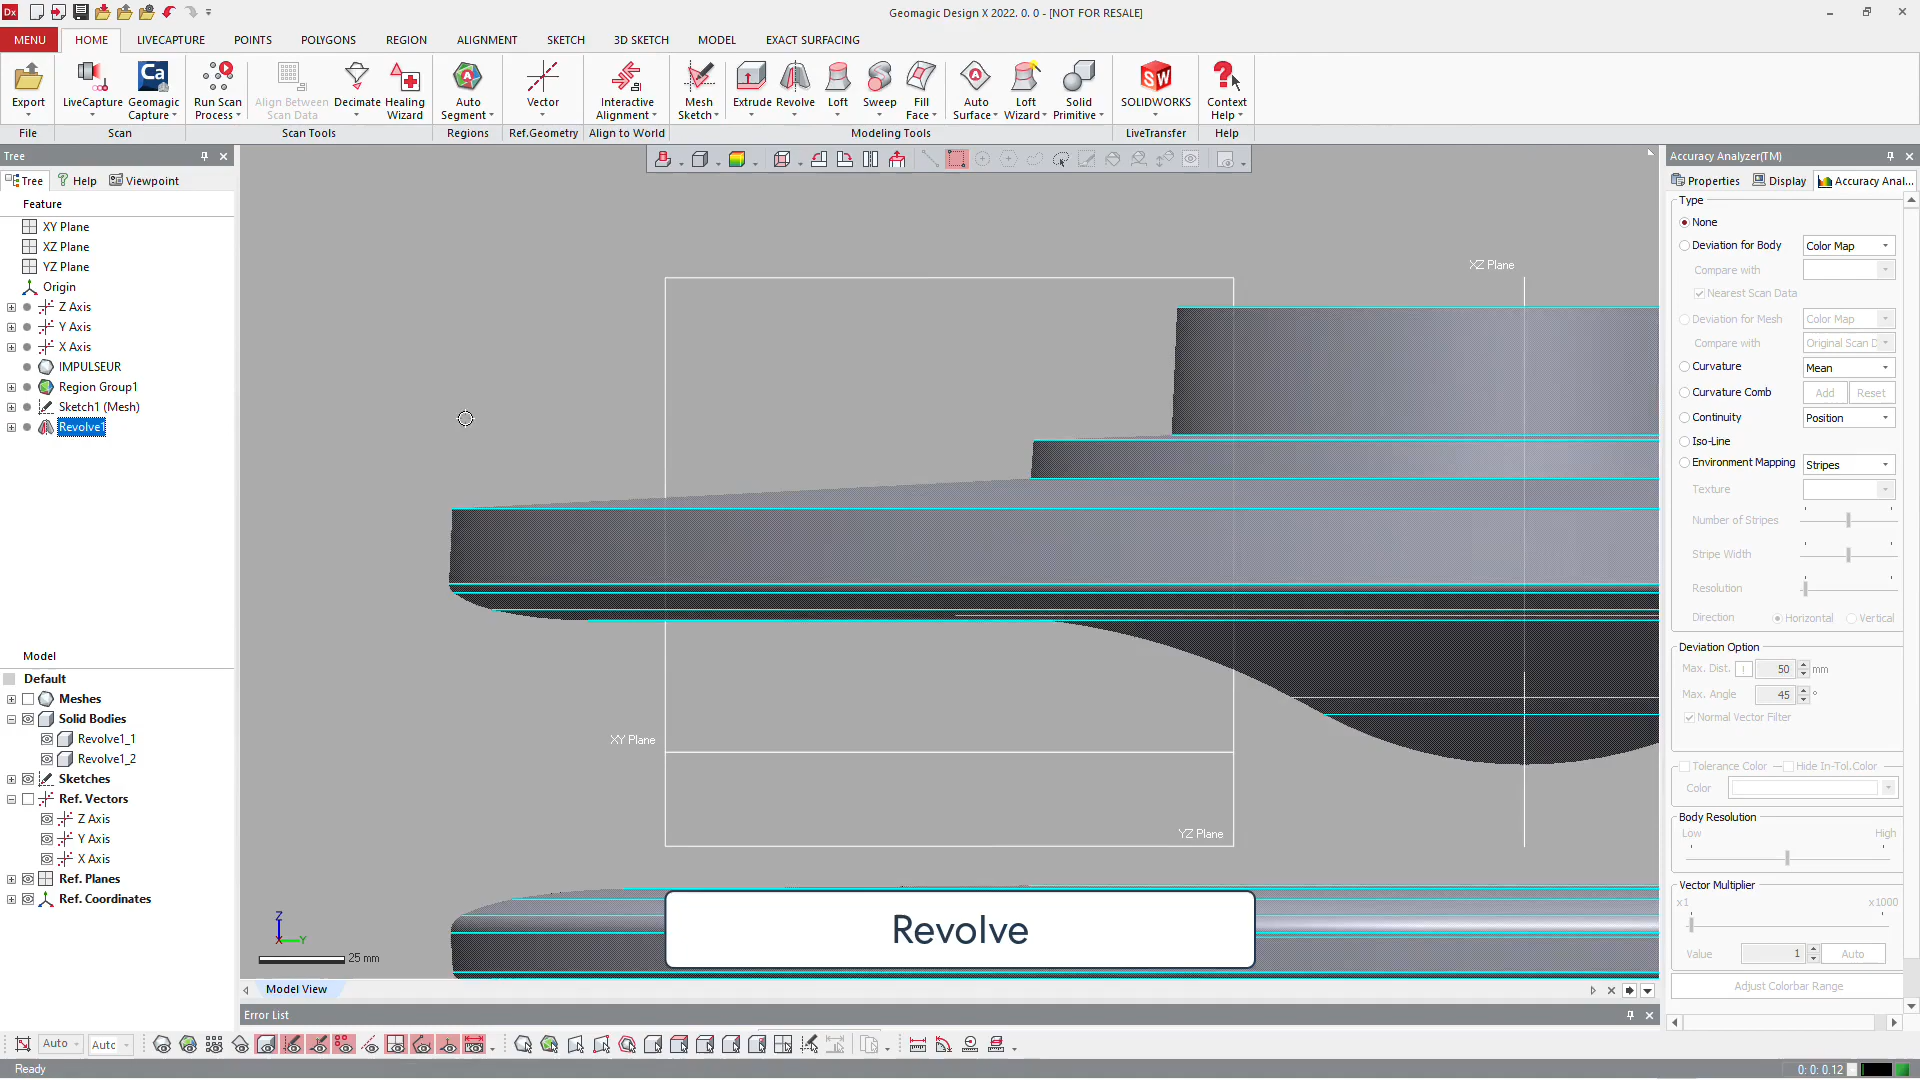 Dx
Geomagic Design X 2022. 0. 0 - [NOT FOR RESALE]
MENU HOME LIVECAPTURE POINTS POLYGONS REGION ALIGNMENT SKETCH 3D SKETCH MODEL EXACT SURFACING
Export LiveCapture Geomagic Capture Run Scan Process Align Between Scan Data Decimate Healing Wizard Auto Segment Vector Interactive Alignment Mesh Sketch Extrude Revolve Loft Sweep Fill Face Auto Surface Loft Wizard Solid Primitive SOLIDWORKS Context Help
File Scan Scan Tools Regions Ref.Geometry Align to World Modeling Tools LiveTransfer Help
Tree
Tree Help Viewpoint
Feature
XY Plane
XZ Plane
YZ Plane
Origin
Z Axis
Y Axis
X Axis
IMPULSEUR
Region Group1
Sketch1 (Mesh)
Revolve1
Model
Default
Meshes
Solid Bodies
Revolve1_1
Revolve1_2
Sketches
Ref. Vectors
Z Axis
Y Axis
X Axis
Ref. Planes
Ref. Coordinates
XZ Plane
XY Plane
YZ Plane
Z
X Y
25 mm
Revolve
Model View
Error List
Auto Auto
Ready
Accuracy Analyzer(TM)
Properties Display Accuracy Anal...
Type
None
Deviation for Body Color Map
Compare with
Nearest Scan Data
Deviation for Mesh Color Map
Compare with Original Scan D
Curvature Mean
Curvature Comb Add Reset
Continuity Position
Iso-Line
Environment Mapping Stripes
Texture
Number of Stripes
Stripe Width
Resolution
Direction Horizontal Vertical
Deviation Option
Max. Dist. 50 mm
Max. Angle 45 °
Normal Vector Filter
Tolerance Color Hide In-Tol.Color
Color
Body Resolution
Low High
Vector Multiplier
x1 x1000
Value 1 Auto
Adjust Colorbar Range
0: 0: 0.12